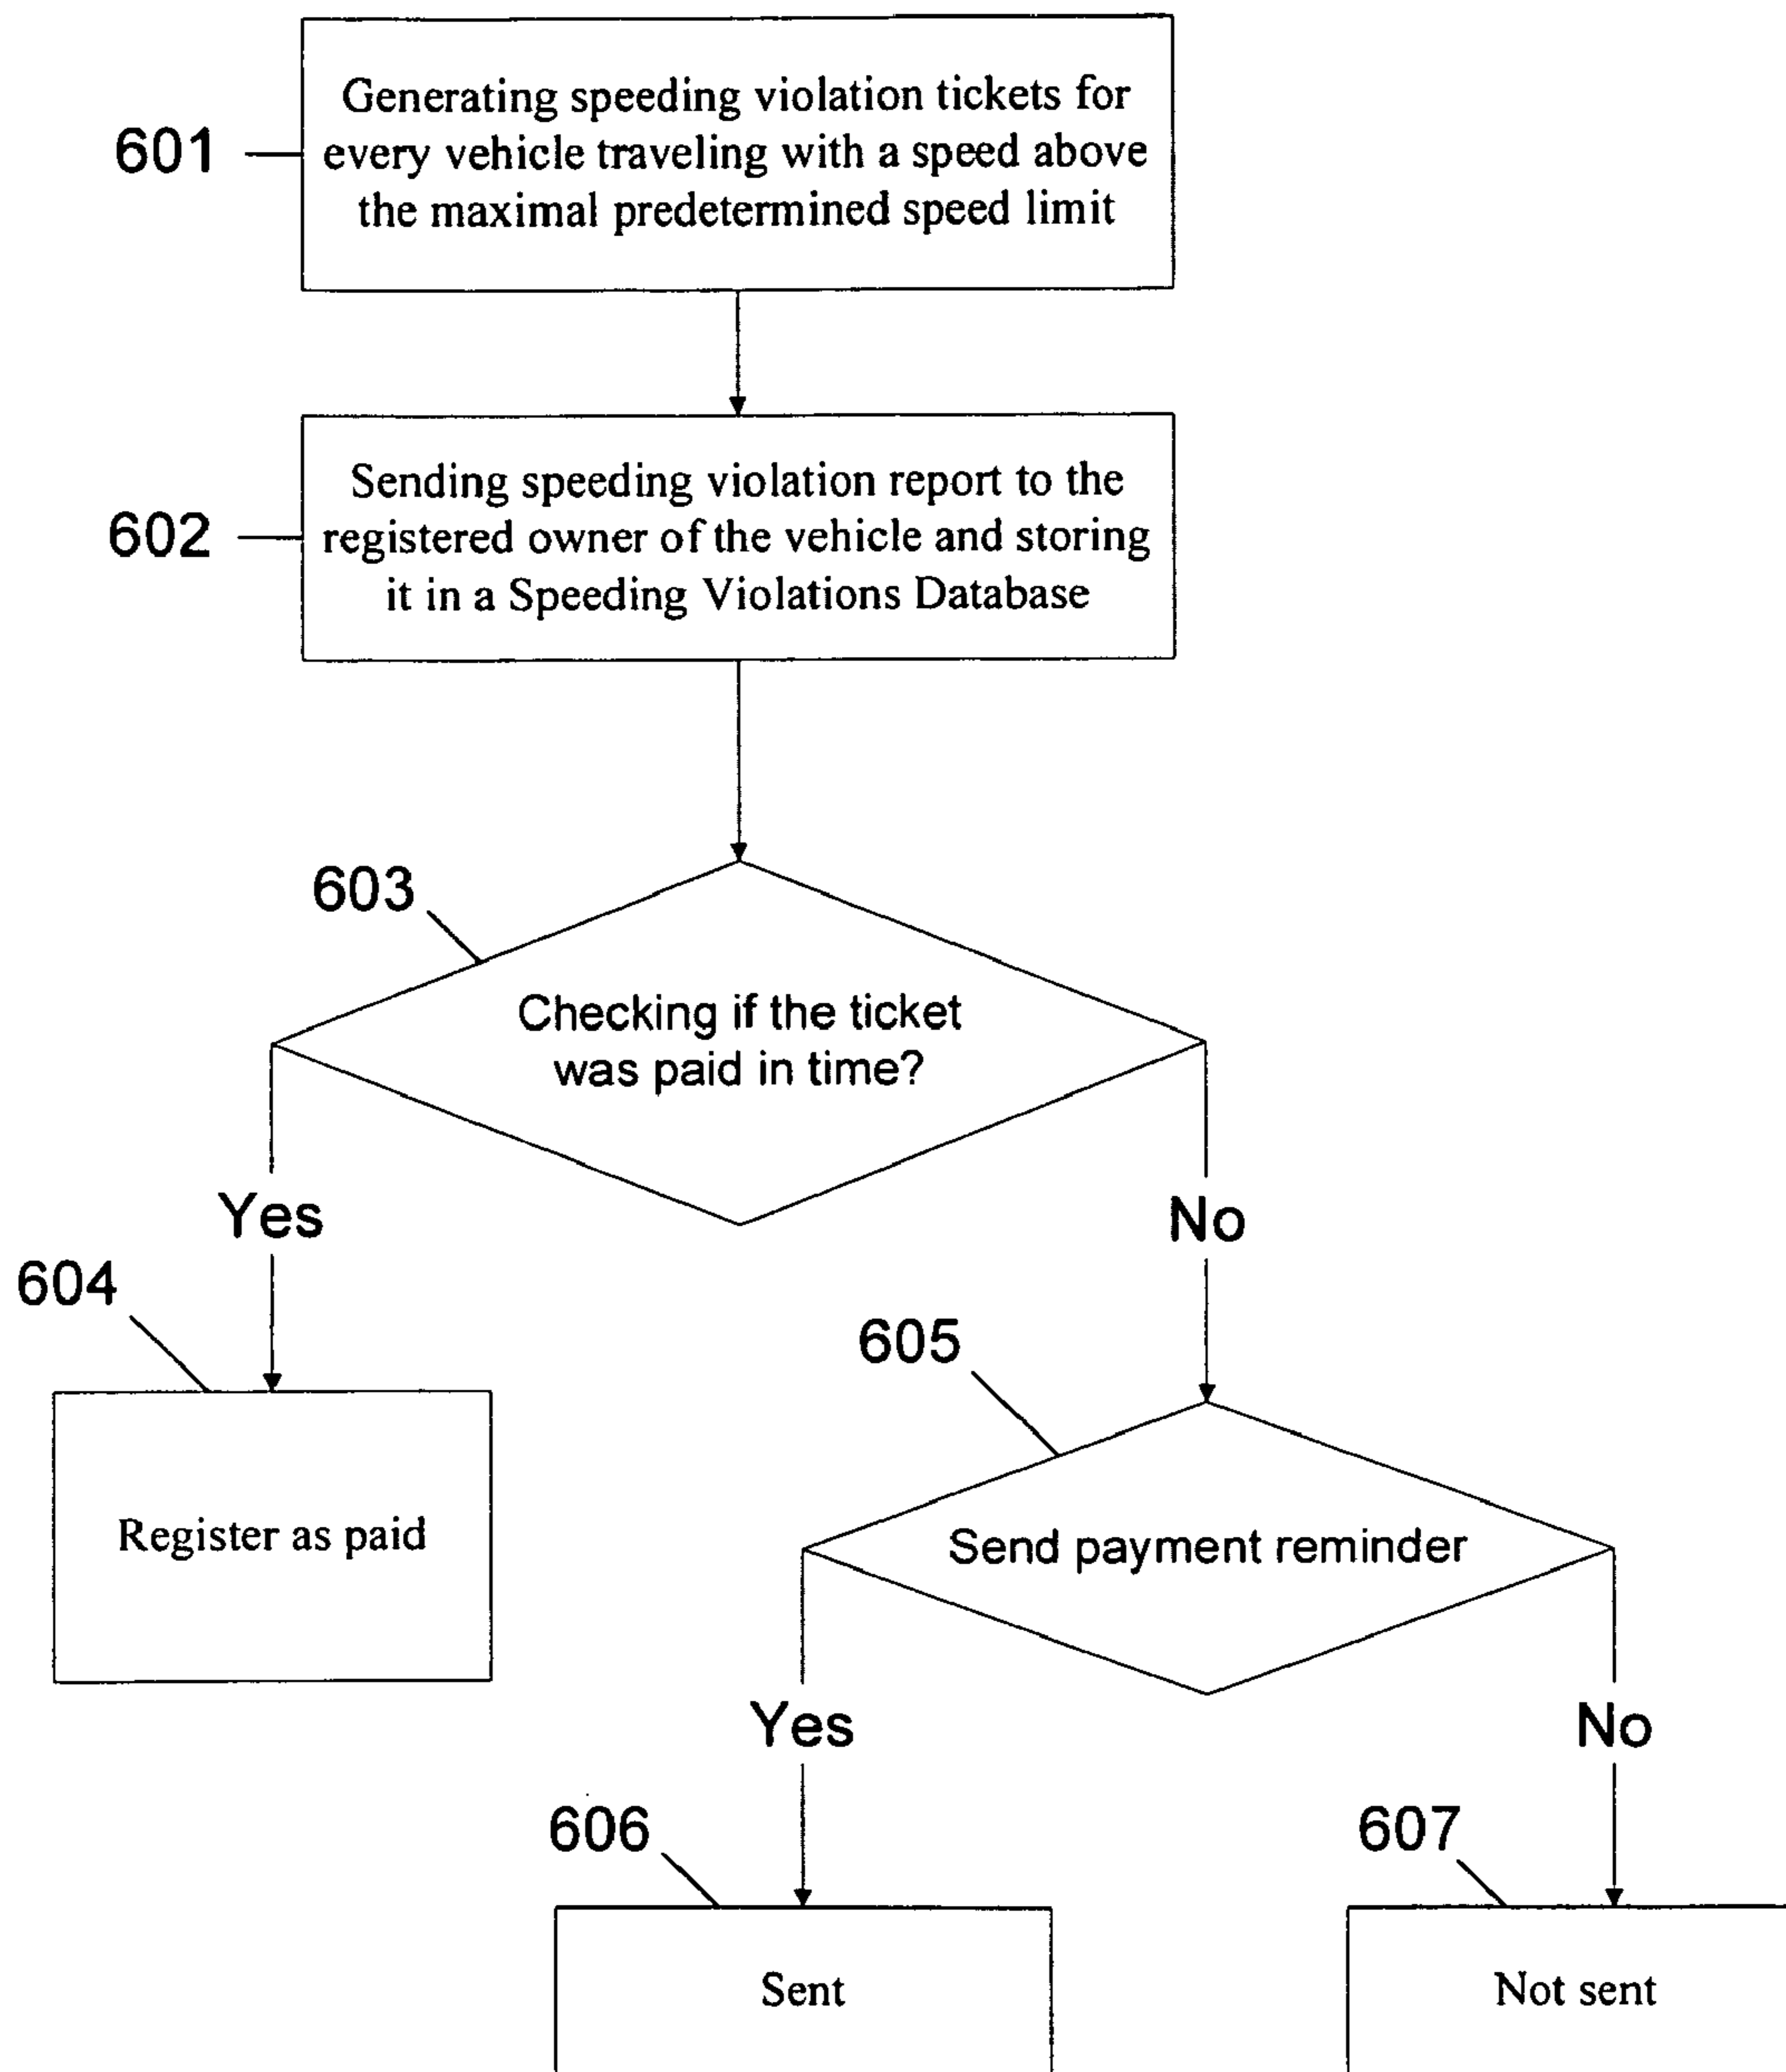 Generating speeding violation tickets for
601
every vehicle traveling with a speed above
the maximal predetermined speed limit
Sending speeding violation report to the
602
registered owner of the vehicle and storing
it in a Speeding Violations Database
603
Checking if the ticket
was paid in time?
Yes
No
604
605
Register as paid
Send payment reminder
Yes
No
606
607
Sent
Not sent